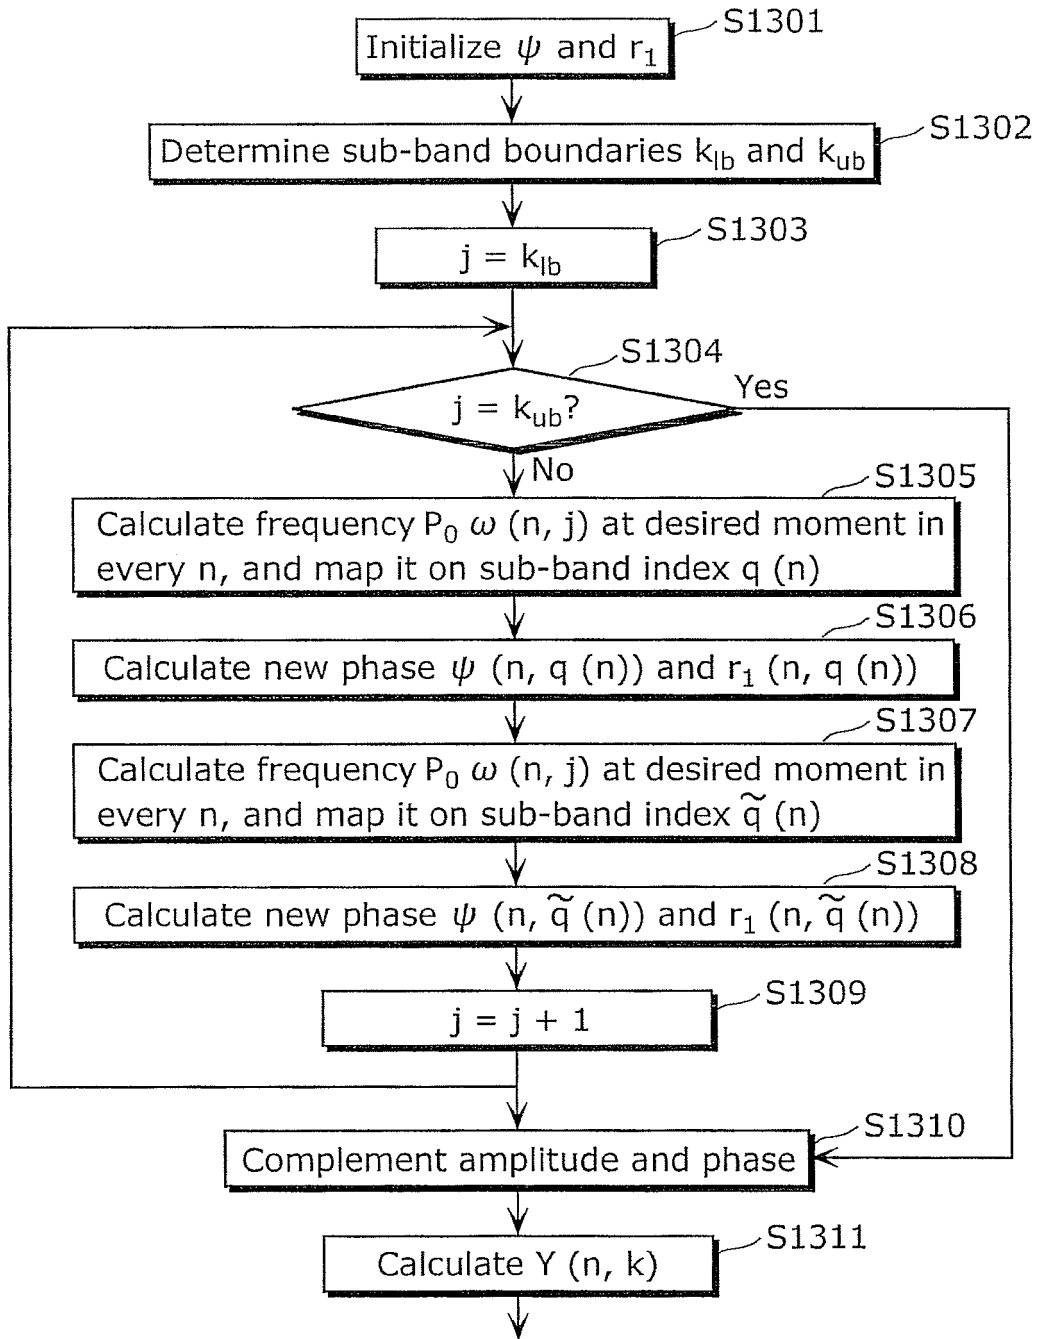 S1301
Initialize ψ and r₁
S1302
Determine sub-band boundaries k_lb and k_ub
S1303
j = k_lb
S1304
j = k_ub?
Yes
No
S1305
Calculate frequency P₀ ω (n, j) at desired moment in
every n, and map it on sub-band index q (n)
S1306
Calculate new phase ψ (n, q (n)) and r₁ (n, q (n))
S1307
Calculate frequency P₀ ω (n, j) at desired moment in
every n, and map it on sub-band index q̃ (n)
S1308
Calculate new phase ψ (n, q̃ (n)) and r₁ (n, q̃ (n))
S1309
j = j + 1
S1310
Complement amplitude and phase
S1311
Calculate Y (n, k)